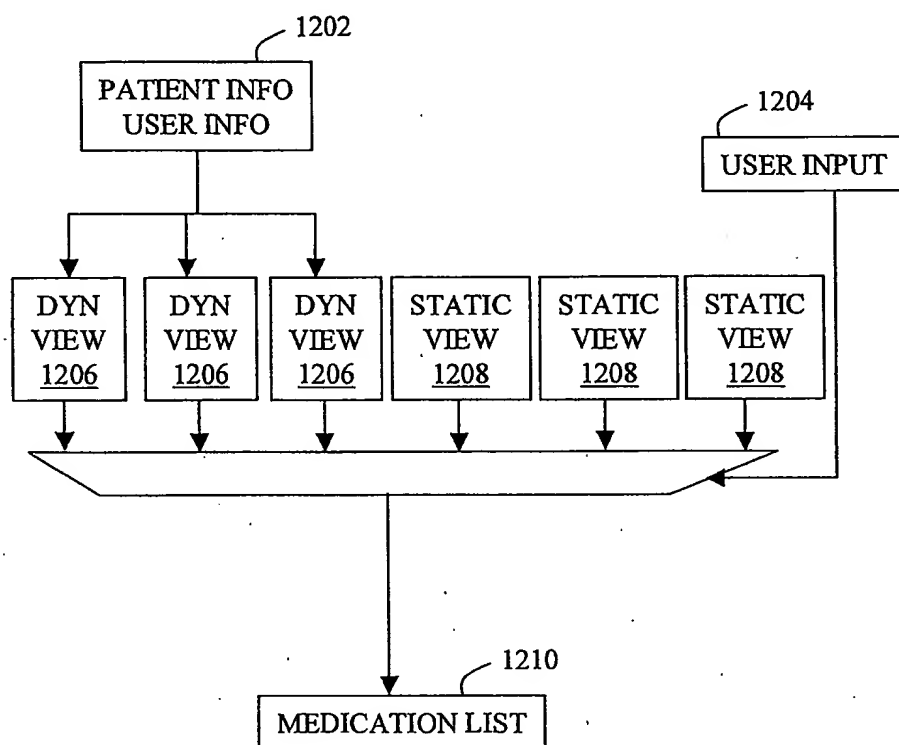 1202
PATIENT INFO
USER INFO
1204
USER INPUT
DYN
VIEW
1206
DYN
VIEW
1206
DYN
VIEW
1206
STATIC
VIEW
1208
STATIC
VIEW
1208
STATIC
VIEW
1208
1210
MEDICATION LIST